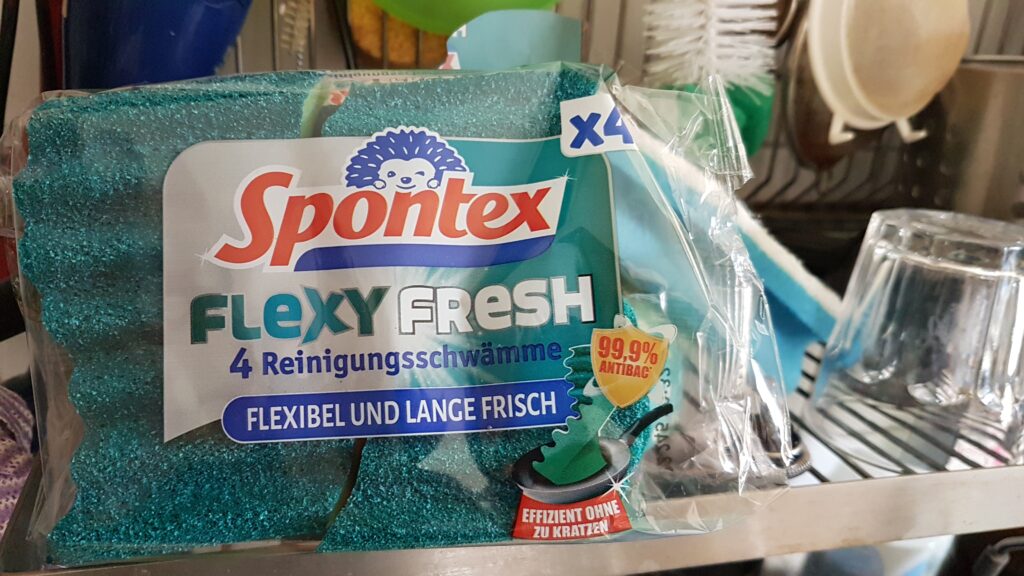 x4
Spontex
FLEXY FRESH
4 Reinigungsschwämme
FLEXIBEL UND LANGE FRISCH
99,9%
ANTIBAC*
EFFIZIENT OHNE
ZU KRATZEN